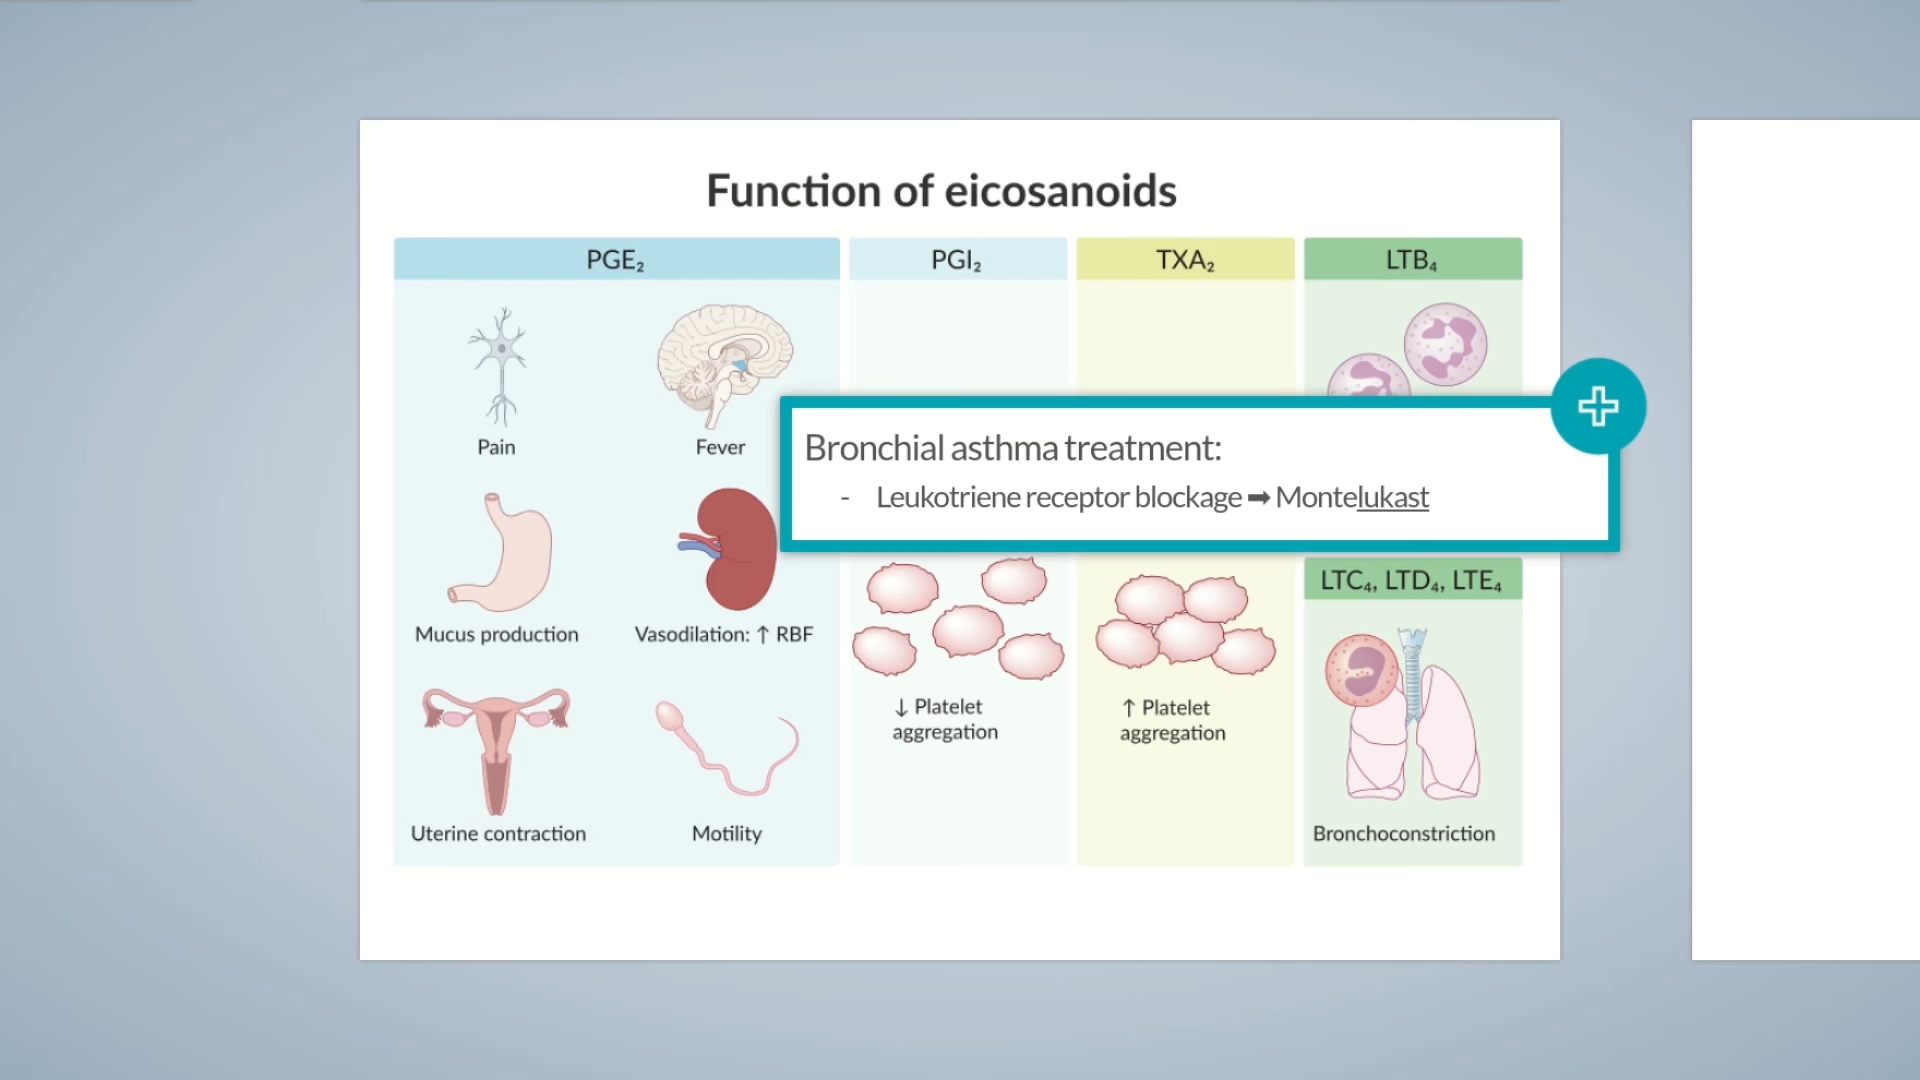 Function of eicosanoids
PGE₂
PGI₂
TXA₂
LTB₄
Pain
Fever
Bronchial asthma treatment:
- Leukotriene receptor blockage ➡ Montelukast
LTC₄, LTD₄, LTE₄
Mucus production
Vasodilation: ↑ RBF
↓ Platelet
aggregation
↑ Platelet
aggregation
Uterine contraction
Motility
Bronchoconstriction